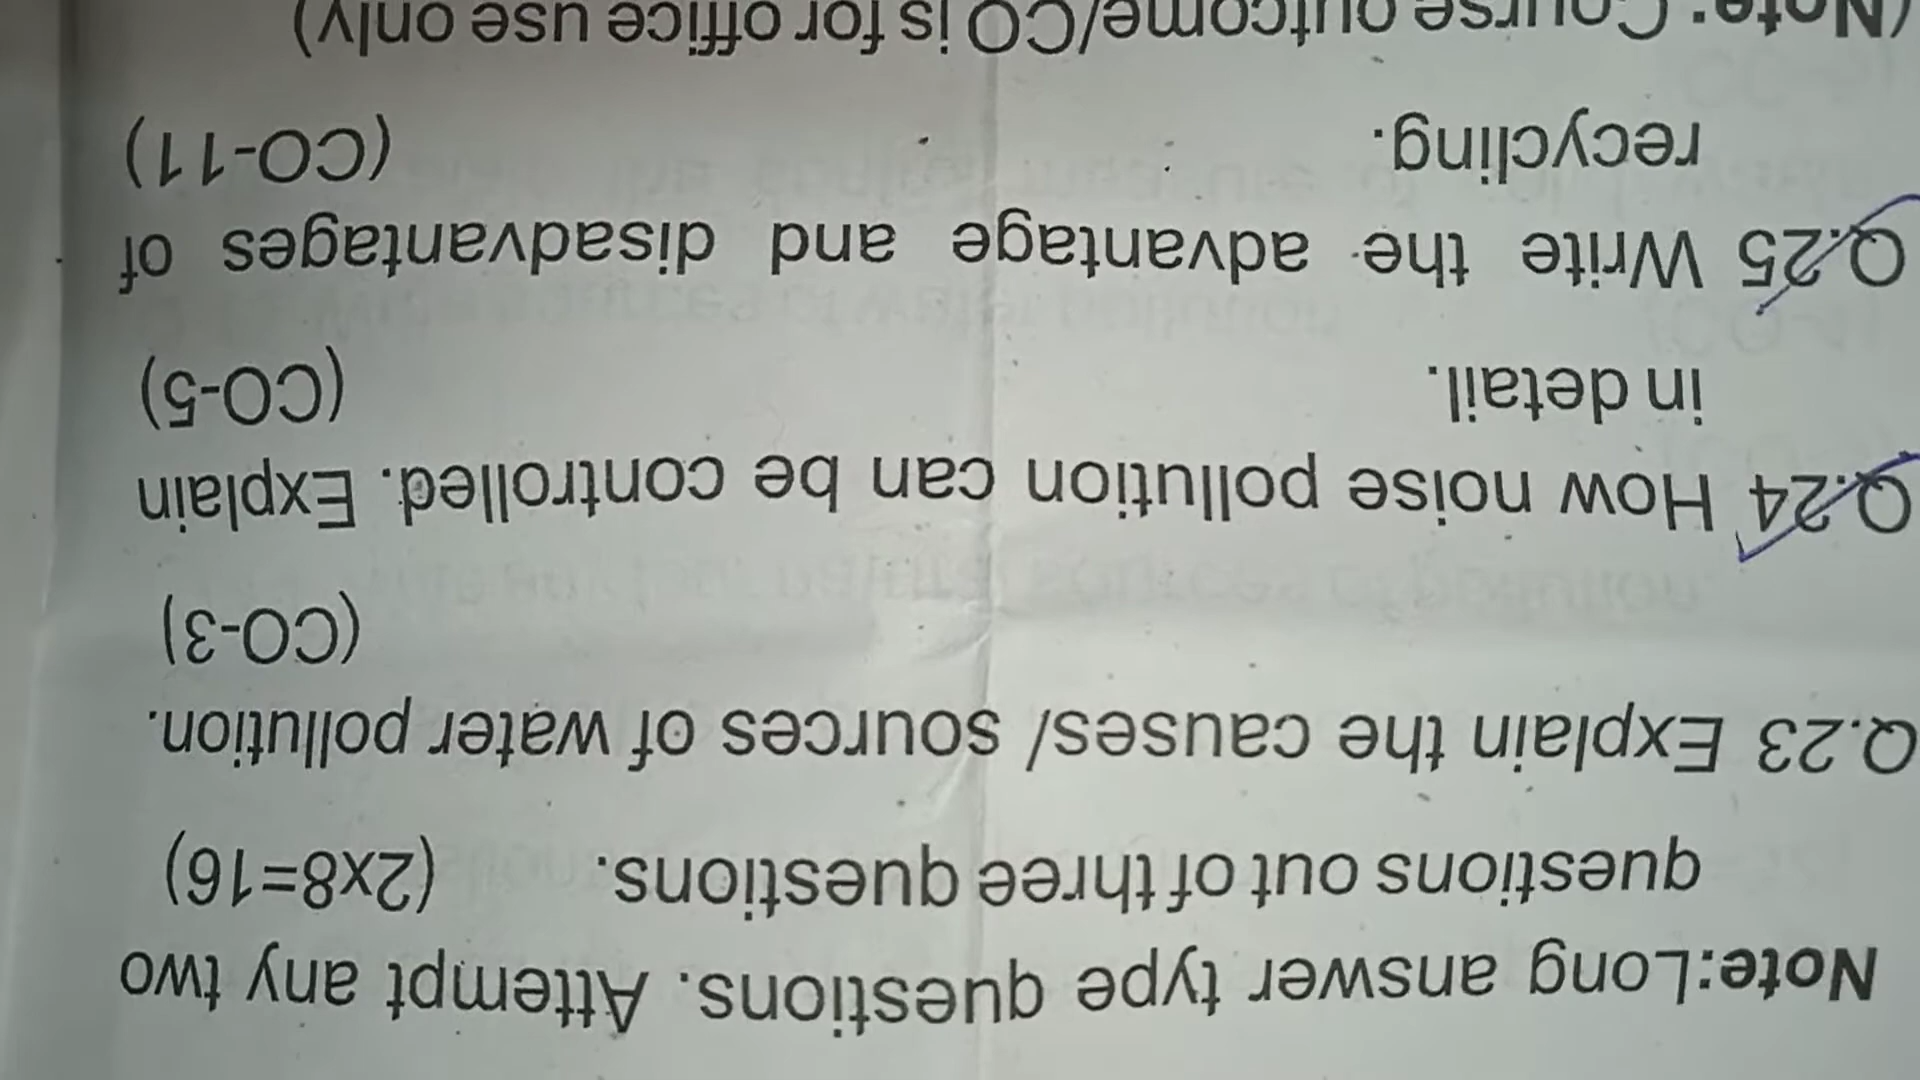 Note:Long answer type questions. Attempt any two
questions out of three questions. (2x8=16)
Q.23 Explain the causes/ sources of water pollution.
(CO-3)
Q.24 How noise pollution can be controlled. Explain
in detail. (CO-5)
Q.25 Write the advantage and disadvantages of
recycling. (CO-11)
(Note: Course outcome/CO is for office use only)